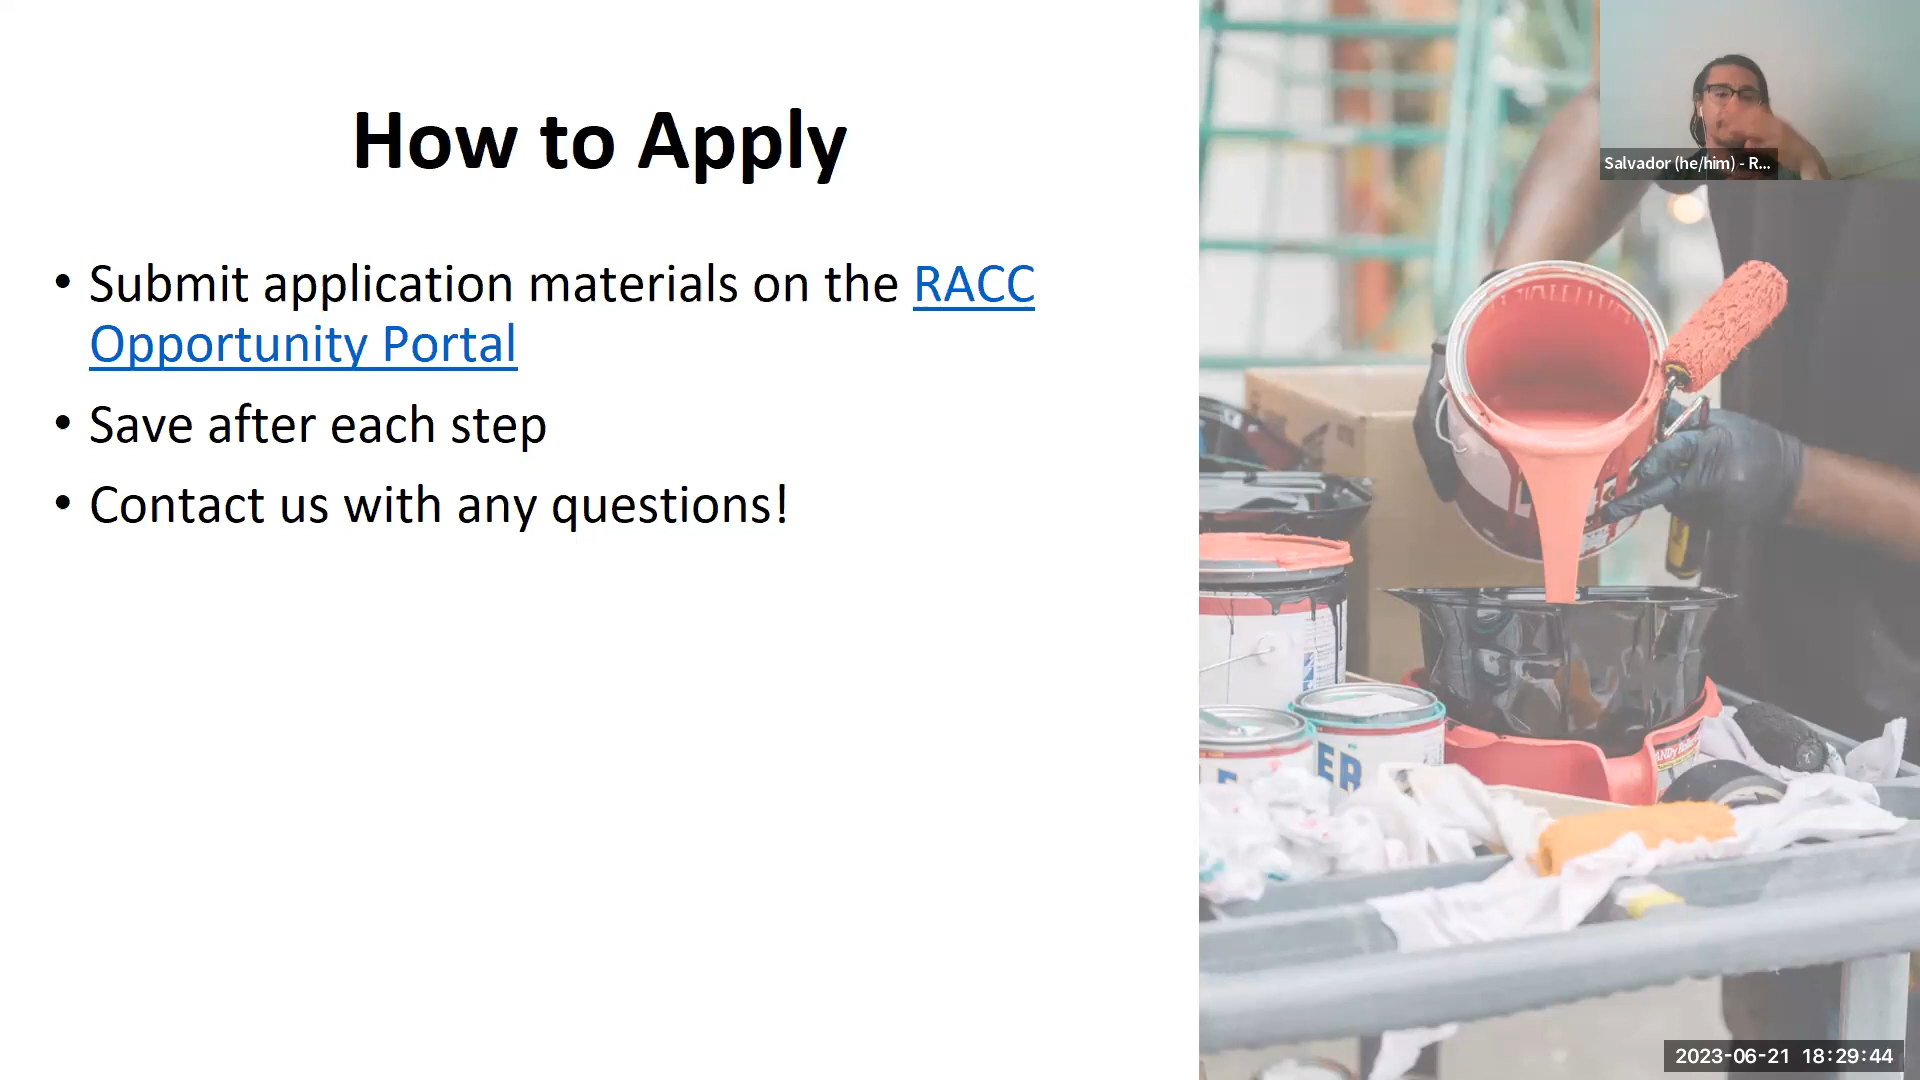 How to Apply
• Submit application materials on the RACC
Opportunity Portal
• Save after each step
• Contact us with any questions!
Salvador (he/him) - R...
ER
2023-06-21 18:29:44